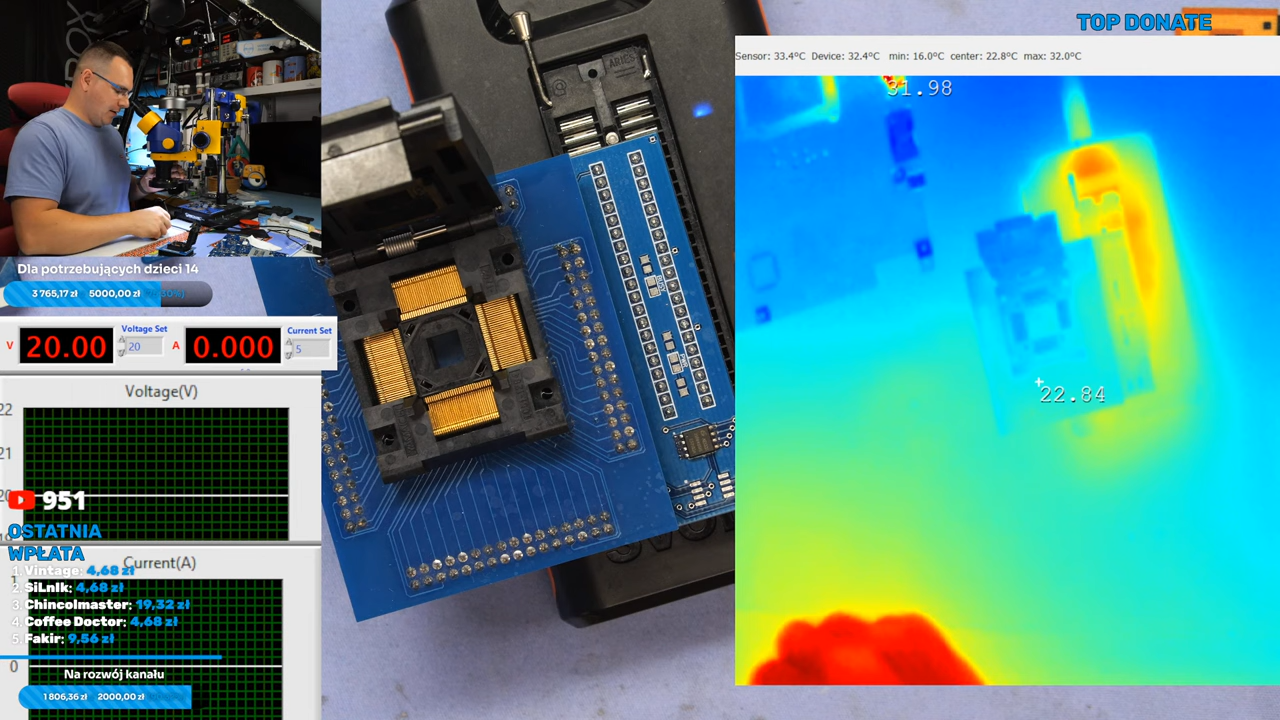 TOP DONATE
Sensor: 33.4°C Device: 32.4°C min: 16.0°C center: 22.8°C max: 32.0°C
31.98
22.84
ARIES
Dla potrzebujących dzieci 14
3 765,17 zł 5000,00 zł
V 20.00 Voltage Set 20 A 0.000 Current Set 5
Voltage(V)
22
21
951
OSTATNIA
WPŁATA
Current(A)
1. Vintage: 4,68 zł
2. SiLnIk: 4,68 zł
3. Chincolmaster: 19,32 zł
4. Coffee Doctor: 4,68 zł
5. Fakir: 9,56 zł
0
Na rozwój kanału
1 806,36 zł 2000,00 zł